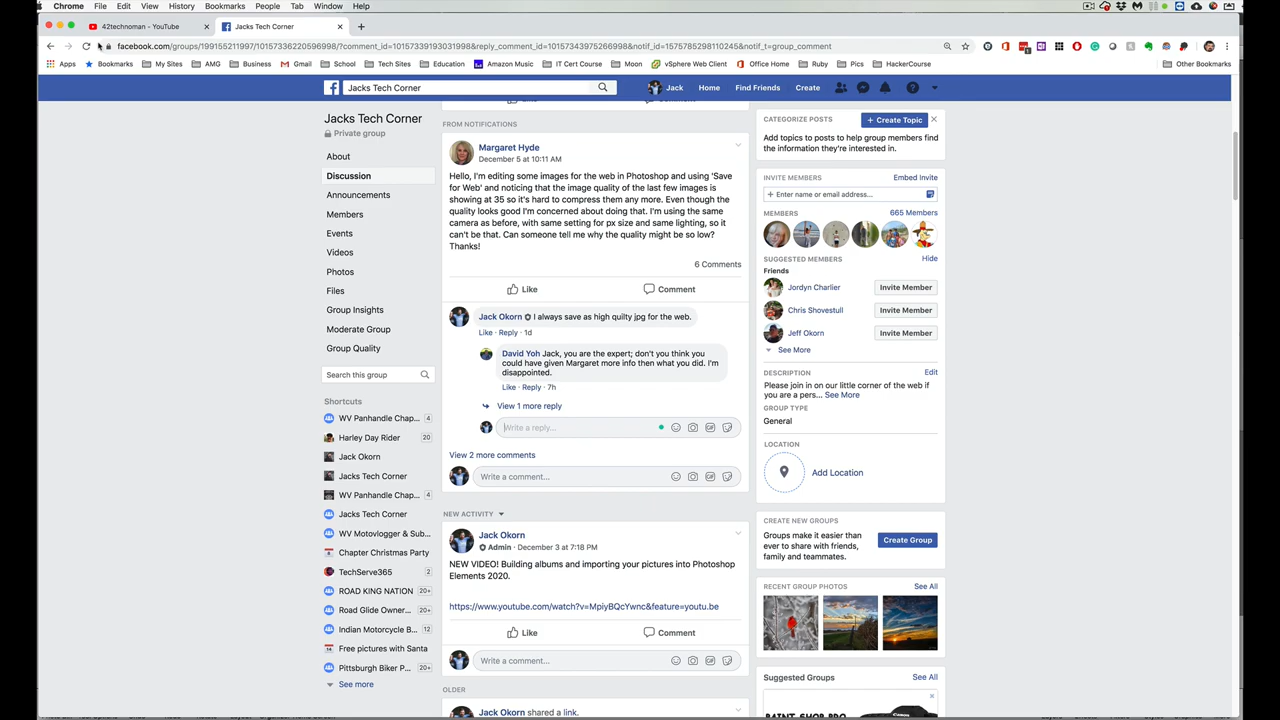 Chrome File Edit View History Bookmarks People Tab Window Help
42technoman - YouTube × Jacks Tech Corner × +
facebook.com/groups/199155211997/10157336220596998/?comment_id=10157339193031998&reply_comment_id=10157343975266998&notif_id=1575785298110245&notif_t=group_comment
Apps Bookmarks My Sites AMG Business Gmail School Tech Sites Education Amazon Music IT Cert Course Moon vSphere Web Client Office Home Ruby Pics HackerCourse Other Bookmarks
Jacks Tech Corner Jack Home Find Friends Create
Jacks Tech Corner
Private group
About
Discussion
Announcements
Members
Events
Videos
Photos
Files
Group Insights
Moderate Group
Group Quality
Search this group
Shortcuts
WV Panhandle Chap... 4
Harley Day Rider 20
Jack Okorn
Jacks Tech Corner
WV Panhandle Chap... 4
Jacks Tech Corner
WV Motovlogger & Sub...
Chapter Christmas Party
TechServe365 2
ROAD KING NATION 20+
Road Glide Owner... 20+
Indian Motorcycle B... 12
Free pictures with Santa
Pittsburgh Biker P... 20+
See more
FROM NOTIFICATIONS
Margaret Hyde
December 5 at 10:11 AM
Hello, I'm editing some images for the web in Photoshop and using 'Save
for Web' and noticing that the image quality of the last few images is
showing at 35 so it's hard to compress them any more. Even though the
quality looks good I'm concerned about doing that. I'm using the same
camera as before, with same setting for px size and same lighting, so it
can't be that. Can someone tell me why the quality might be so low?
Thanks!
6 Comments
Like Comment
Jack Okorn I always save as high quilty jpg for the web.
Like · Reply · 1d
David Yoh Jack, you are the expert; don't you think you
could have given Margaret more info then what you did. I'm
disappointed.
Like · Reply · 7h
View 1 more reply
Write a reply...
View 2 more comments
Write a comment...
NEW ACTIVITY
Jack Okorn
Admin · December 3 at 7:18 PM
NEW VIDEO! Building albums and importing your pictures into Photoshop
Elements 2020.
https://www.youtube.com/watch?v=MpiyBQcYwnc&feature=youtu.be
Like Comment
Write a comment...
OLDER
Jack Okorn shared a link.
CATEGORIZE POSTS + Create Topic
Add topics to posts to help group members find
the information they're interested in.
INVITE MEMBERS Embed Invite
+ Enter name or email address...
MEMBERS 665 Members
SUGGESTED MEMBERS Hide
Friends
Jordyn Charlier Invite Member
Chris Shovestull Invite Member
Jeff Okorn Invite Member
See More
DESCRIPTION Edit
Please join in on our little corner of the web if
you are a pers... See More
GROUP TYPE
General
LOCATION
Add Location
CREATE NEW GROUPS
Groups make it easier than
ever to share with friends,
family and teammates.
Create Group
RECENT GROUP PHOTOS See All
Suggested Groups See All